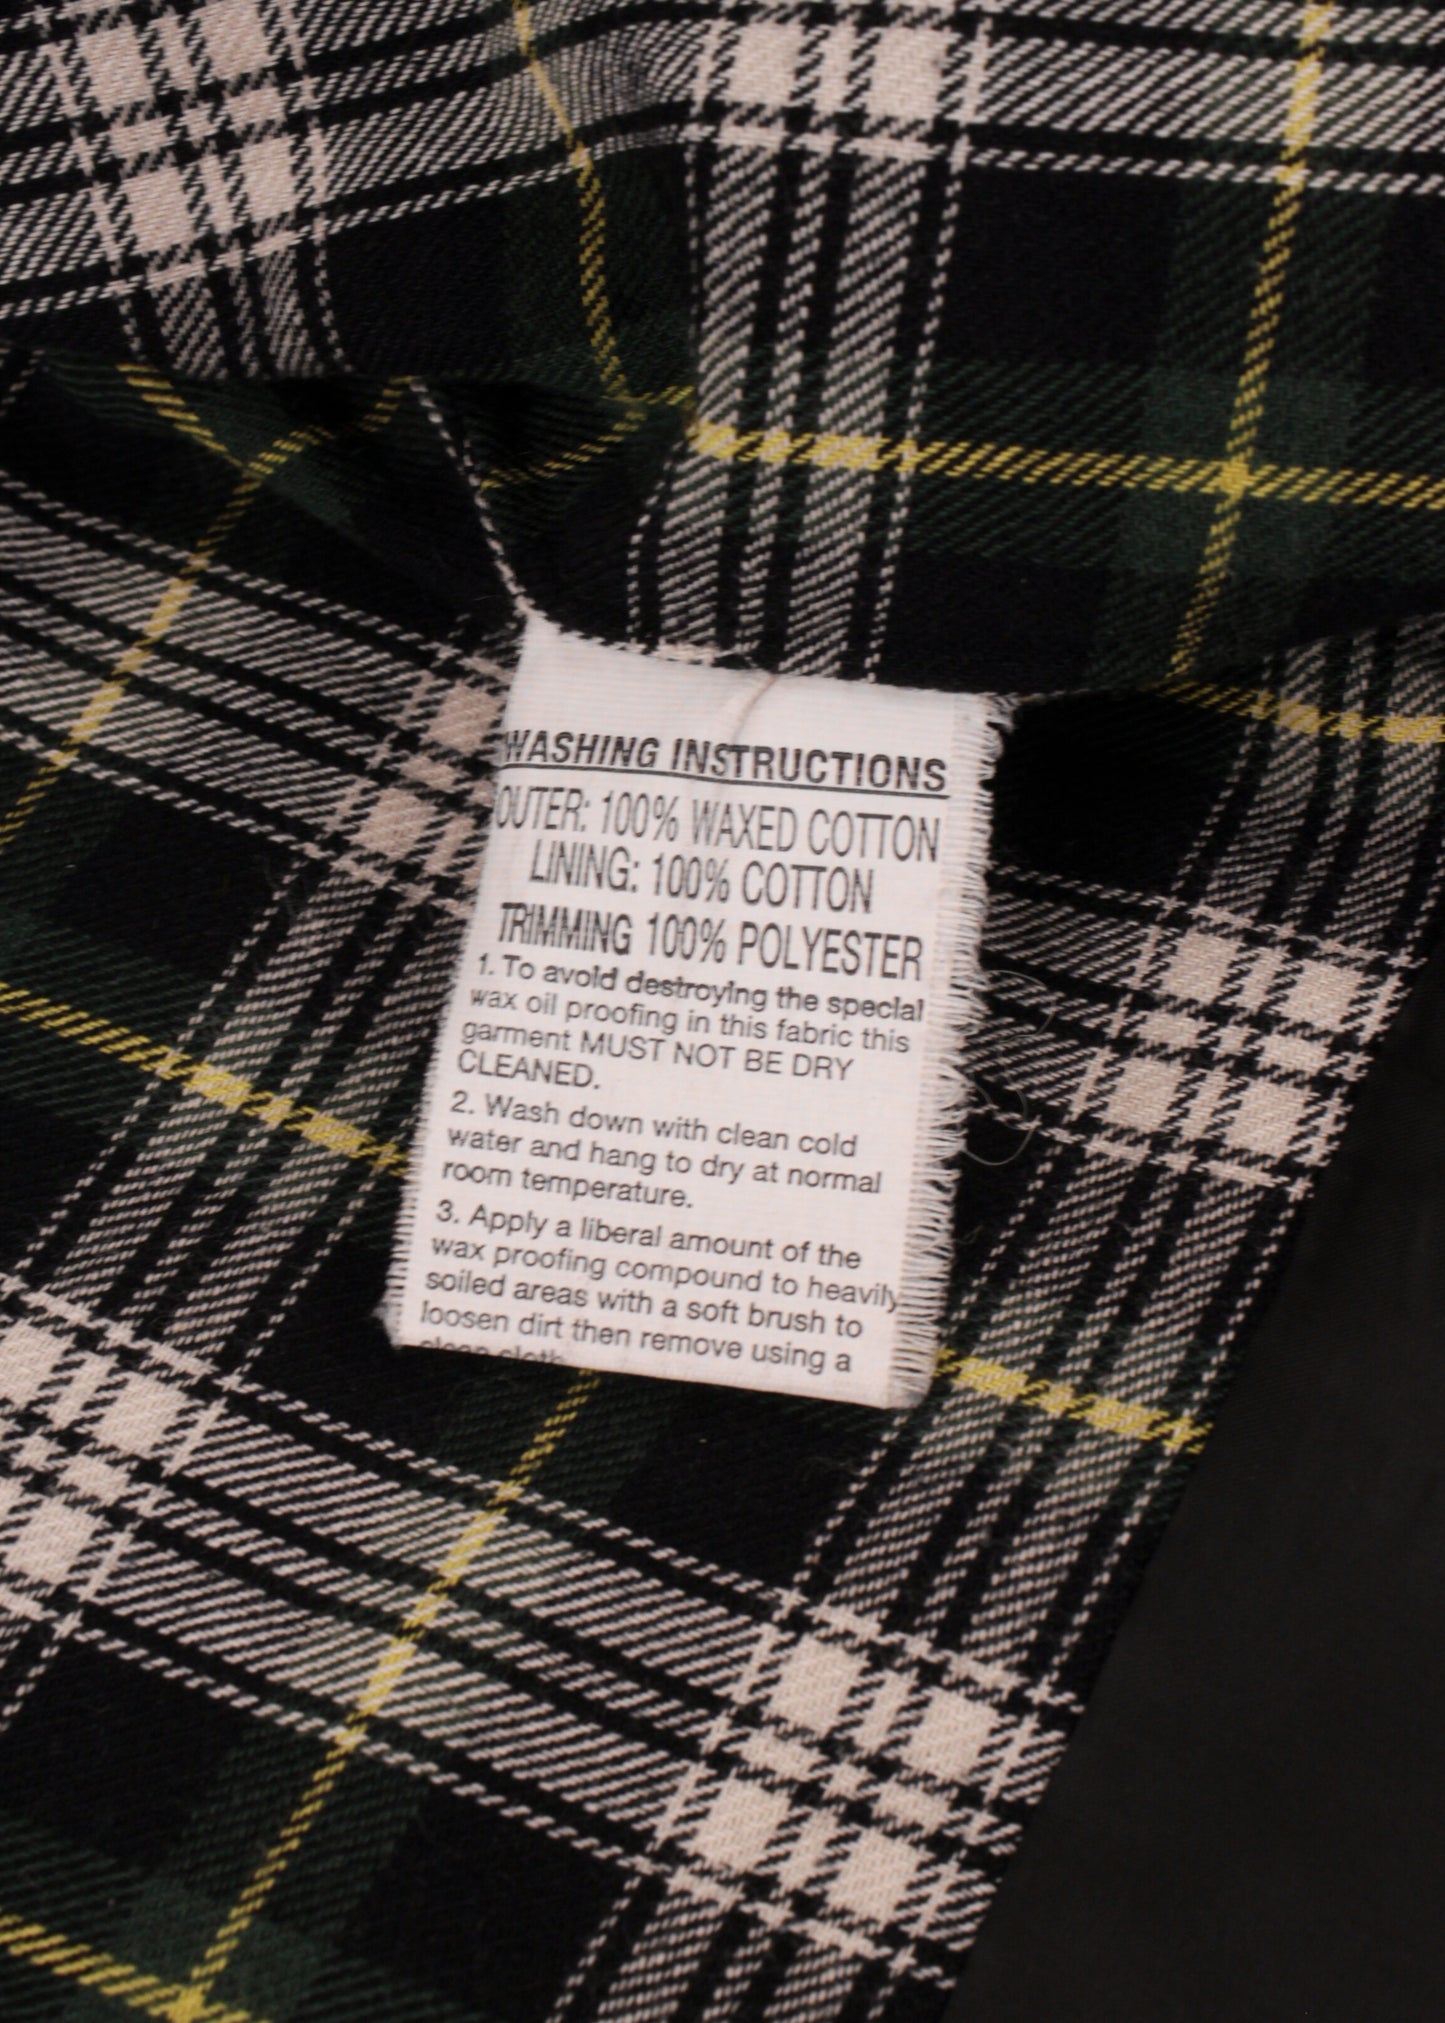 WASHING INSTRUCTIONS
OUTER: 100% WAXED COTTON
LINING: 100% COTTON
TRIMMING 100% POLYESTER
1. To avoid destroying the special
wax oil proofing in this fabric this
garment MUST NOT BE DRY
CLEANED.
2. Wash down with clean cold
water and hang to dry at normal
room temperature.
3. Apply a liberal amount of the
wax proofing compound to heavily
soiled areas with a soft brush to
loosen dirt then remove using a
clean cloth